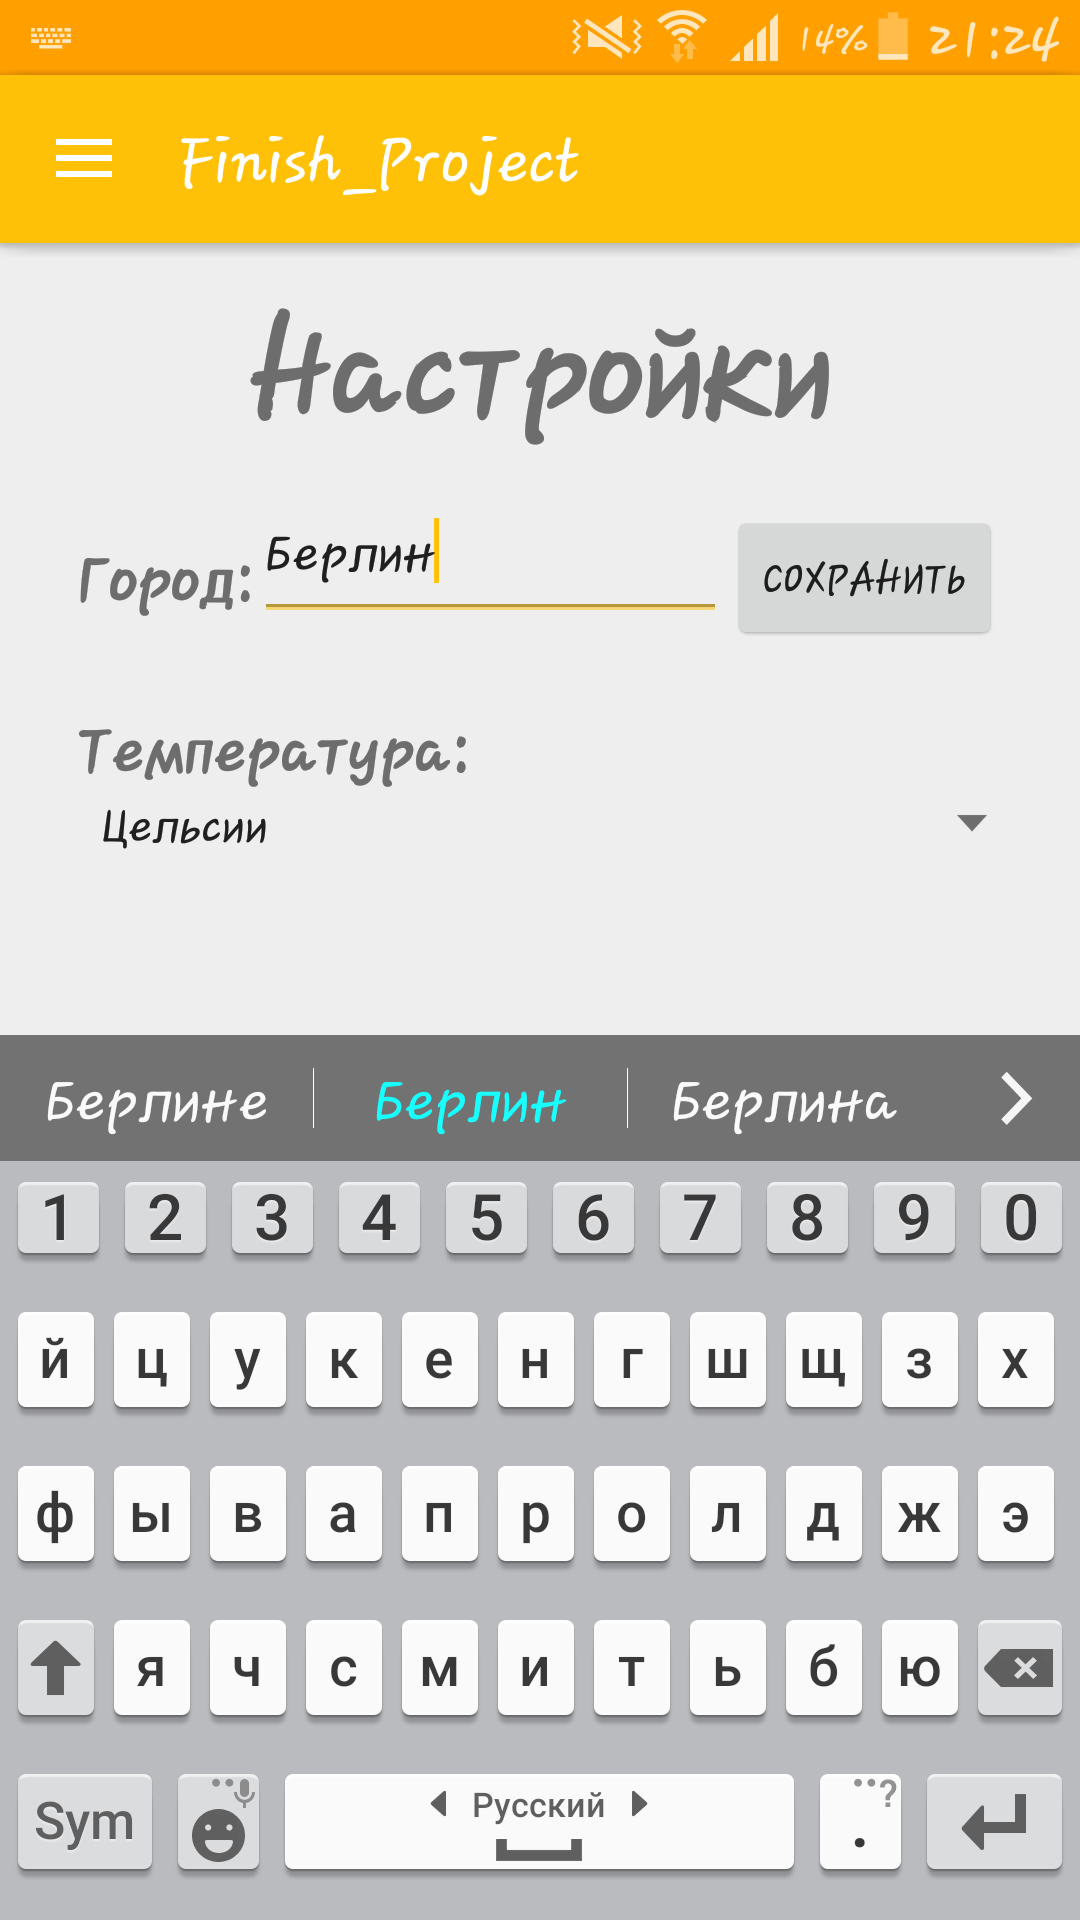 14% 21:24
Finish_Project
Настройки
Город: Берлин СОХРАНИТЬ
Температура:
Цельсии
Берлине Берлин Берлина
1 2 3 4 5 6 7 8 9 0
й ц у к е н г ш щ з х
ф ы в а п р о л д ж э
я ч с м и т ь б ю
Sym Русский . ?